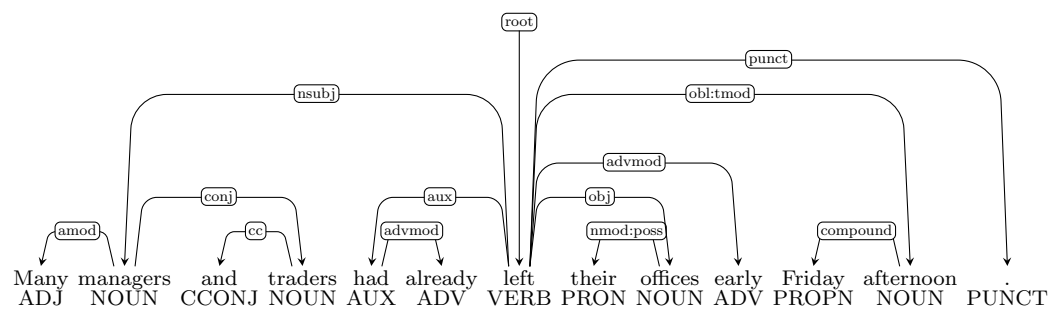 root
punct
nsubj obl:tmod
advmod
conj aux obj
amod cc advmod nmod:poss compound
Many managers and traders had already left their offices early Friday afternoon .
ADJ NOUN CCONJ NOUN AUX ADV VERB PRON NOUN ADV PROPN NOUN PUNCT